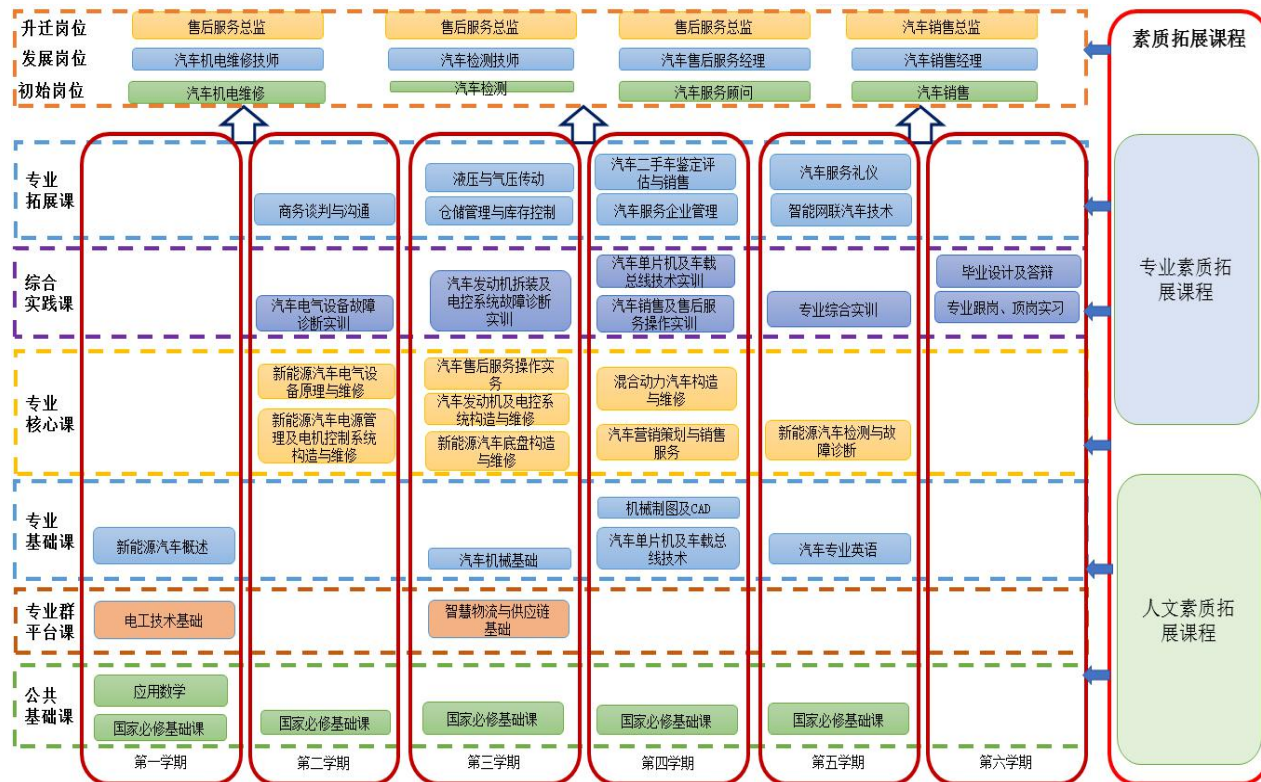 升迁岗位
售后服务总监
售后服务总监
售后服务总监
汽车销售总监
发展岗位
汽车机电维修技师
汽车检测技师
汽车售后服务经理
汽车销售经理
初始岗位
汽车机电维修
汽车检测
汽车服务顾问
汽车销售
素质拓展课程
专业
拓展课
商务谈判与沟通
液压与气压传动
仓储管理与库存控制
汽车二手车鉴定评
估与销售
汽车服务企业管理
汽车服务礼仪
智能网联汽车技术
综合
实践课
汽车电气设备故障
诊断实训
汽车发动机拆装及
电控系统故障诊断
实训
汽车单片机及车载
总线技术实训
汽车销售及售后服
务操作实训
专业综合实训
毕业设计及答辩
专业跟岗、顶岗实习
专业素质拓
展课程
专业
核心课
新能源汽车电气设
备原理与维修
新能源汽车电源管
理及电机控制系统
构造与维修
汽车售后服务操作实
务
汽车发动机及电控系
统构造与维修
新能源汽车底盘构造
与维修
混合动力汽车构造
与维修
汽车营销策划与销售
服务
新能源汽车检测与故
障诊断
专业
基础课
新能源汽车概述
汽车机械基础
机械制图及CAD
汽车单片机及车载总
线技术
汽车专业英语
专业群
平台课
电工技术基础
智慧物流与供应链
基础
人文素质拓
展课程
公共
基础课
应用数学
国家必修基础课
国家必修基础课
国家必修基础课
国家必修基础课
国家必修基础课
第一学期
第二学期
第三学期
第四学期
第五学期
第六学期